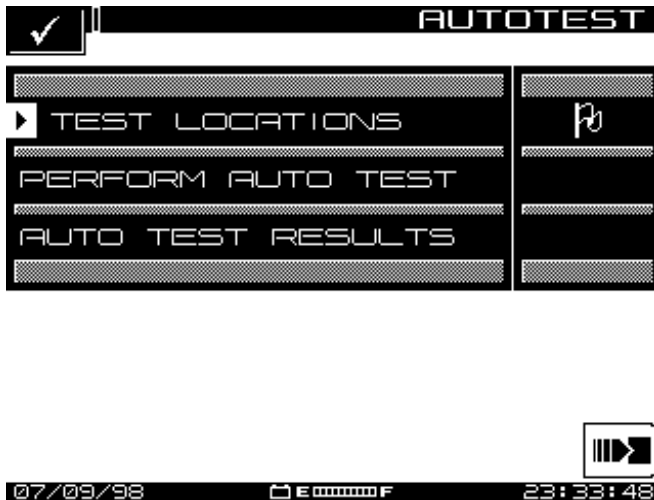 AUTOTEST
TEST LOCATIONS
PERFORM AUTO TEST
AUTO TEST RESULTS
07/09/98 E F 23:33:48